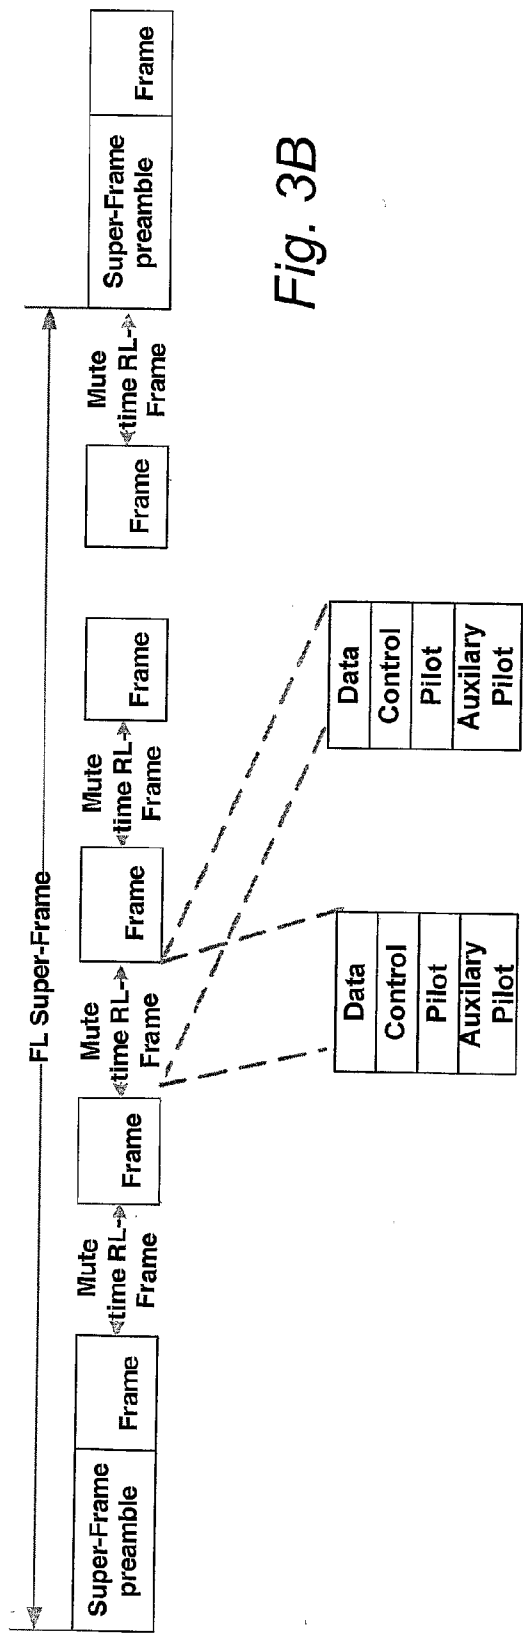 FL Super-Frame
Super-Frame
preamble
Frame
Mute
time RL-
Frame
Frame
Mute
time RL-
Frame
Frame
Mute
time RL-
Frame
Frame
Frame
Mute
time RL-
Frame
Super-Frame
preamble
Frame
Data
Control
Pilot
Auxilary
Pilot
Data
Control
Pilot
Auxilary
Pilot
Fig. 3B